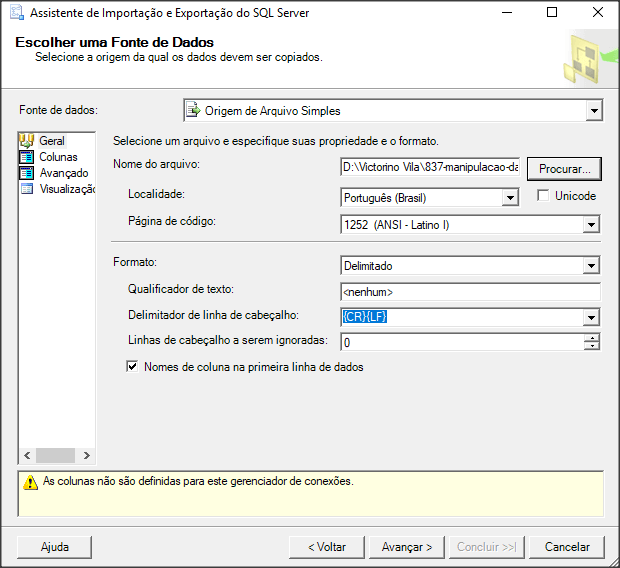 Assistente de Importação e Exportação do SQL Server
Escolher uma Fonte de Dados
Selecione a origem da qual os dados devem ser copiados.
Fonte de dados: Origem de Arquivo Simples
Geral
Colunas
Avançado
Visualização
Selecione um arquivo e especifique suas propriedade e o formato.
Nome do arquivo: D:\Victorino Vila\837-manipulacao-da Procurar...
Localidade: Português (Brasil) Unicode
Página de código: 1252 (ANSI - Latino I)
Formato: Delimitado
Qualificador de texto: <nenhum>
Delimitador de linha de cabeçalho: {CR}{LF}
Linhas de cabeçalho a serem ignoradas: 0
Nomes de coluna na primeira linha de dados
As colunas não são definidas para este gerenciador de conexões.
Ajuda < Voltar Avançar > Concluir >>| Cancelar